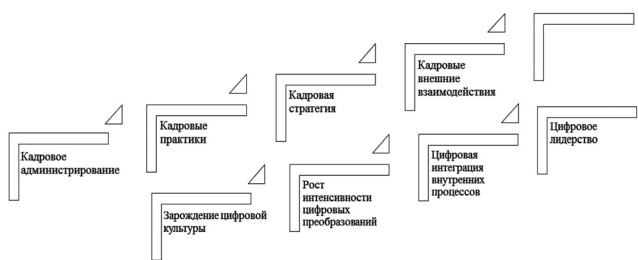 Кадровое
администрирование
Кадровые
практики
Кадровая
стратегия
Кадровые
внешние
взаимодействия
Зарождение цифровой
культуры
Рост
интенсивности
цифровых
преобразований
Цифровая
интеграция
внутренних
процессов
Цифровое
лидерство